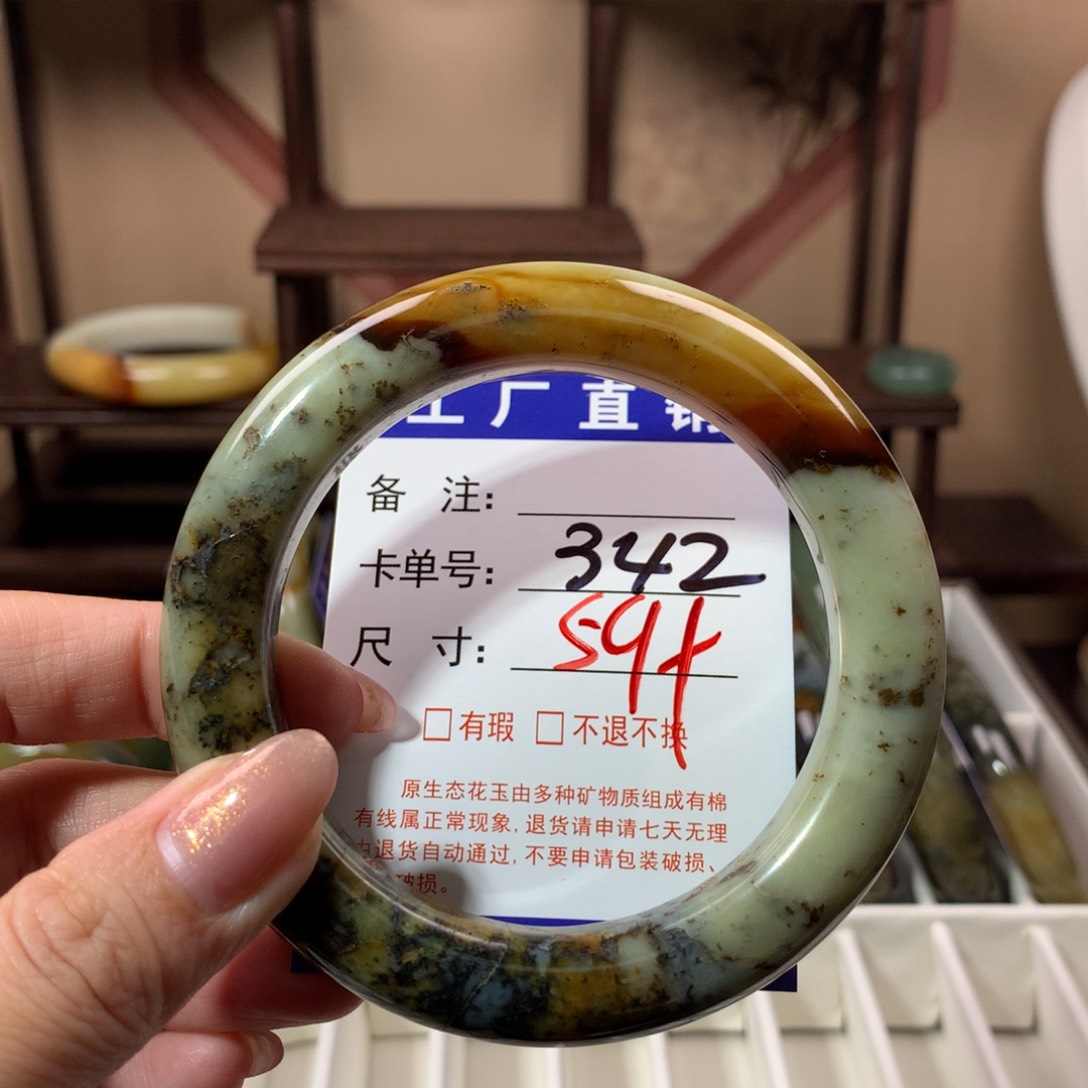 工厂直销
备 注:
卡单号: 342
尺 寸: 59
□有瑕 □不退不换
原生态花玉由多种矿物质组成有棉
有线属正常现象,退货请申请七天无理
退货自动通过,不要申请包装破损、
破损。